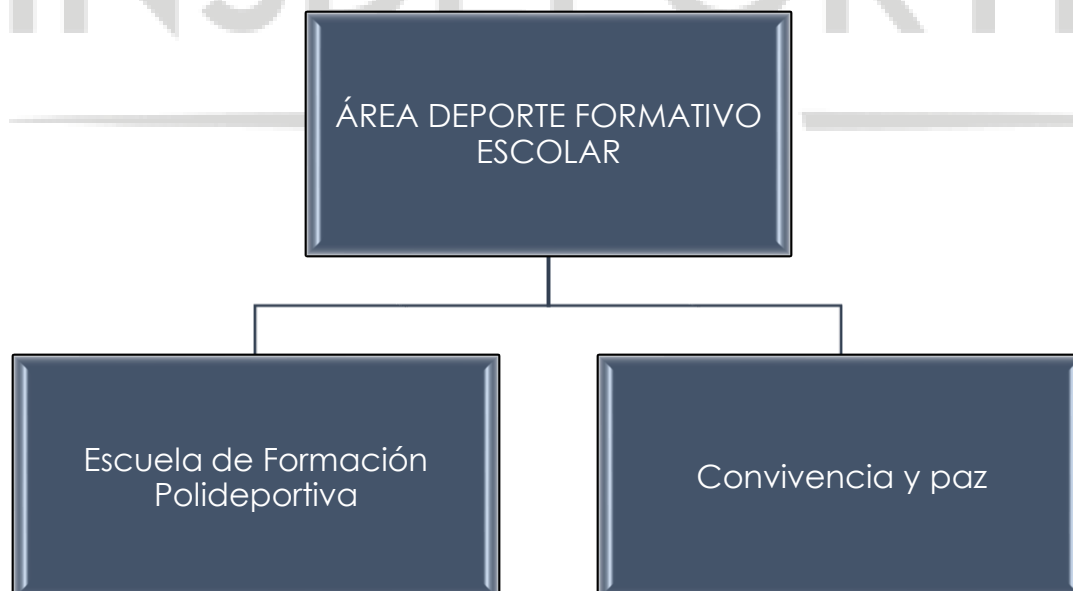 ÁREA DEPORTE FORMATIVO
ESCOLAR
Escuela de Formación
Polideportiva
Convivencia y paz